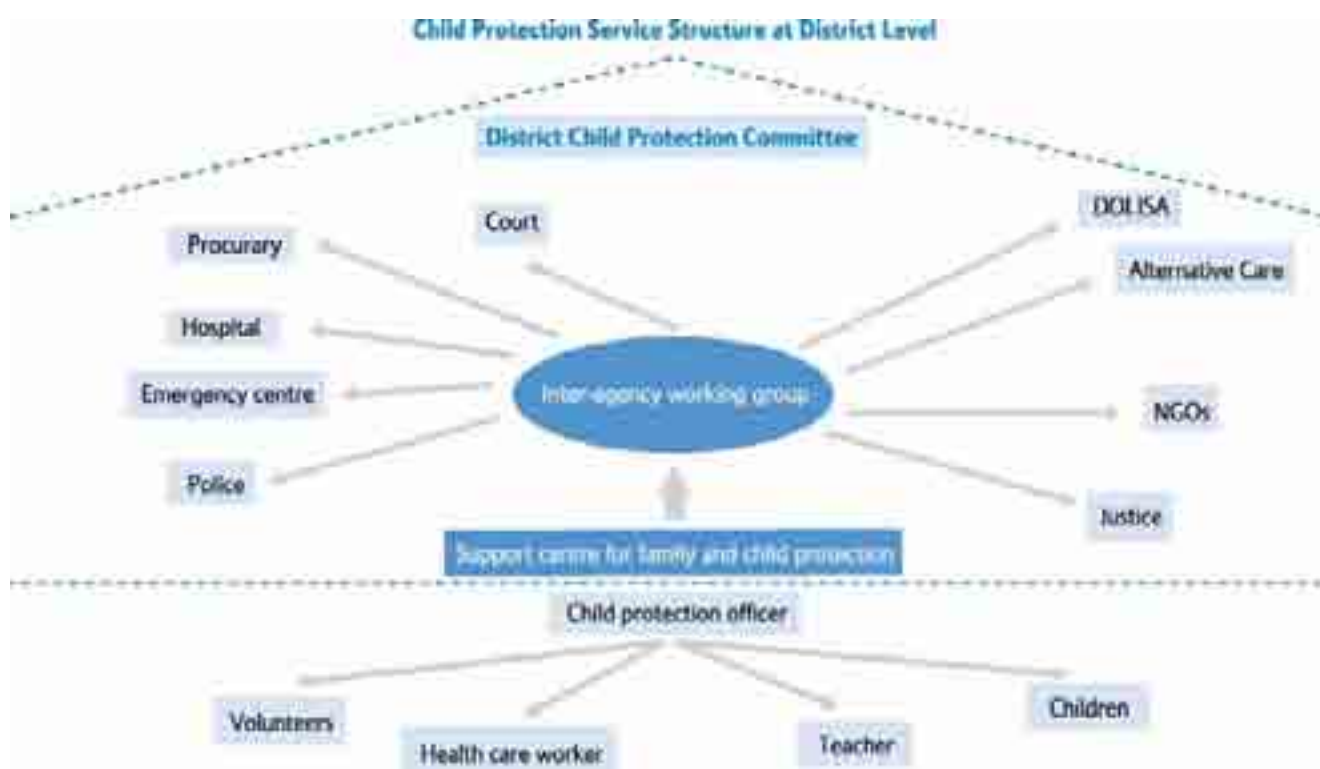 Child Protection Service Structure at District Level
District Child Protection Committee
Court
DOLISA
Procurary
Alternative Care
Hospital
Emergency centre
Inter-agency working group
NGOs
Police
Justice
Support centre for family and child protection
Child protection officer
Volunteers
Health care worker
Teacher
Children